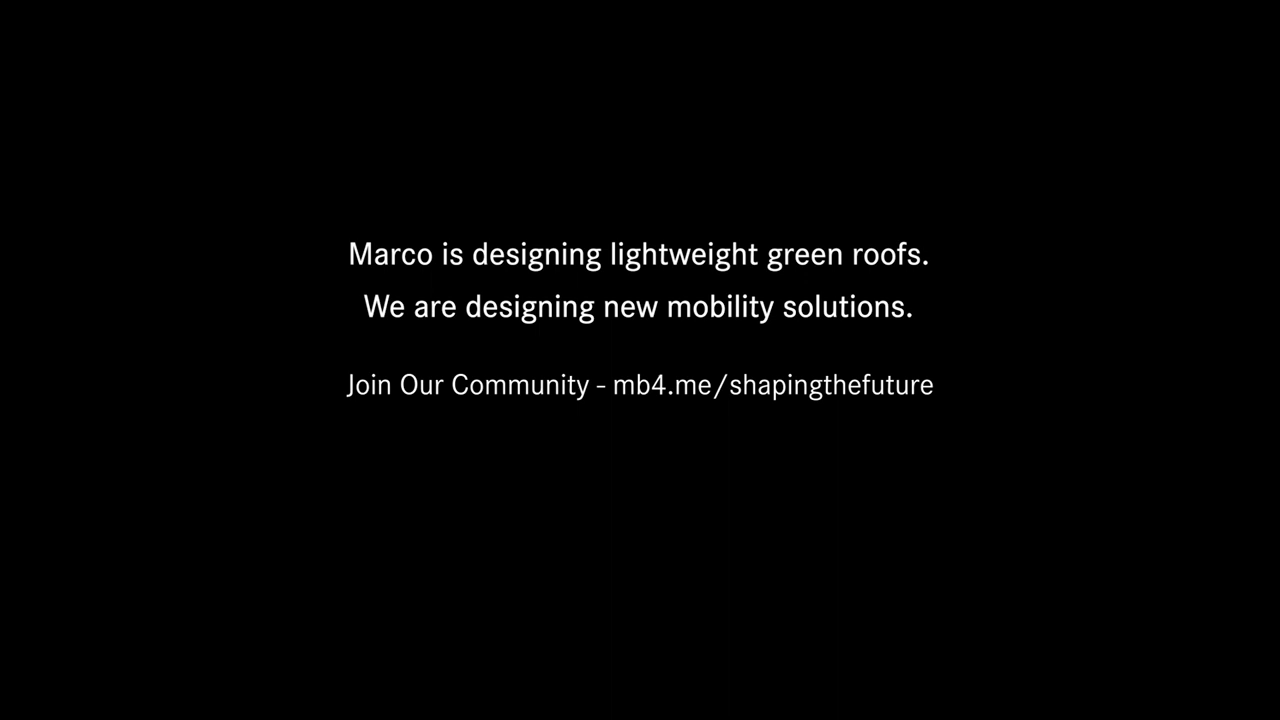 Marco is designing lightweight green roofs.
We are designing new mobility solutions.
Join Our Community - mb4.me/shapingthefuture